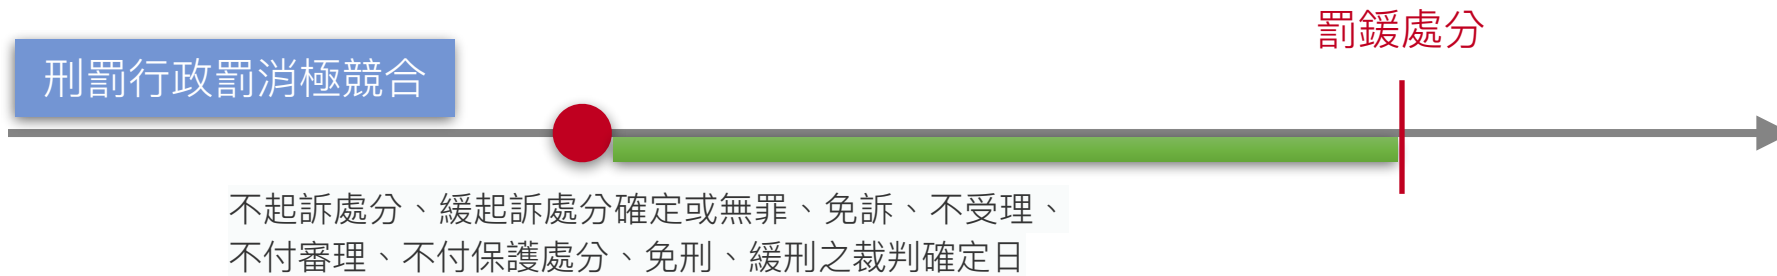 罰鍰處分
刑罰行政罰消極競合
不起訴處分、緩起訴處分確定或無罪、免訴、不受理、
不付審理、不付保護處分、免刑、緩刑之裁判確定日